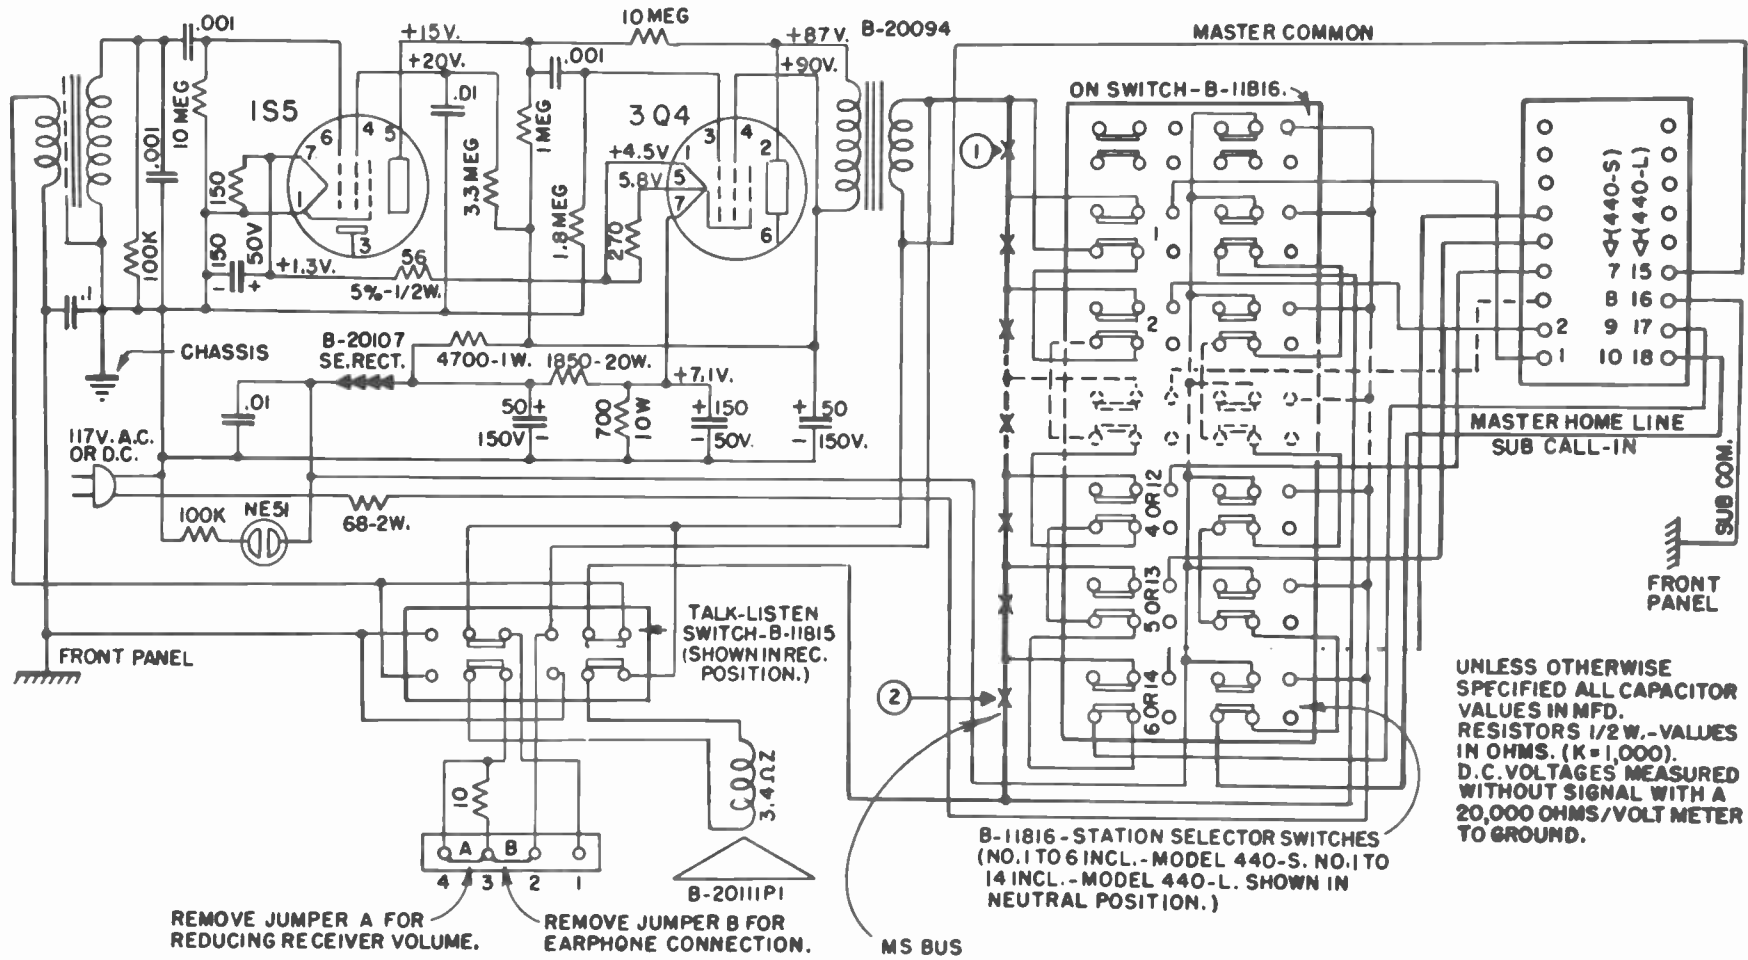 .001
10 MEG
B-20094
MASTER COMMON
+15V.
+87V.
+20V.
+90V.
.001
.01
10 MEG
1S5
6
4
5
7
1
3
3.3 MEG
1 MEG
3Q4
3
4
2
1
5
7
6
+4.5V.
5.8V
.001
150
100K
150
50V
-
+
+1.3V.
56
5%-1/2W.
1.8 MEG
270
.1
CHASSIS
B-20107
SE. RECT.
4700-1W.
1850-20W.
+7.1V.
.01
50 +
150V -
700
10W
+ 150
- 50V.
+ 50
- 150V.
117V. A.C.
OR D.C.
100K
NE51
68-2W.
ON SWITCH-B-11816.
1
1
2
4 OR 12
5 OR 13
6 OR 14
2
(440-S)
(440-L)
7 15
8 16
2 9 17
1 10 18
MASTER HOME LINE
SUB CALL-IN
SUB COM.
FRONT
PANEL
FRONT PANEL
TALK-LISTEN
SWITCH-B-11815
(SHOWN IN REC.
POSITION.)
10
3.4 Ω Z
A
B
4 3 2 1
B-20111P1
REMOVE JUMPER A FOR
REDUCING RECEIVER VOLUME.
REMOVE JUMPER B FOR
EARPHONE CONNECTION.
MS BUS
B-11816-STATION SELECTOR SWITCHES
(NO. 1 TO 6 INCL.-MODEL 440-S. NO. 1 TO
14 INCL.-MODEL 440-L. SHOWN IN
NEUTRAL POSITION.)
UNLESS OTHERWISE
SPECIFIED ALL CAPACITOR
VALUES IN MFD.
RESISTORS 1/2 W.-VALUES
IN OHMS. (K=1,000).
D.C. VOLTAGES MEASURED
WITHOUT SIGNAL WITH A
20,000 OHMS/VOLT METER
TO GROUND.